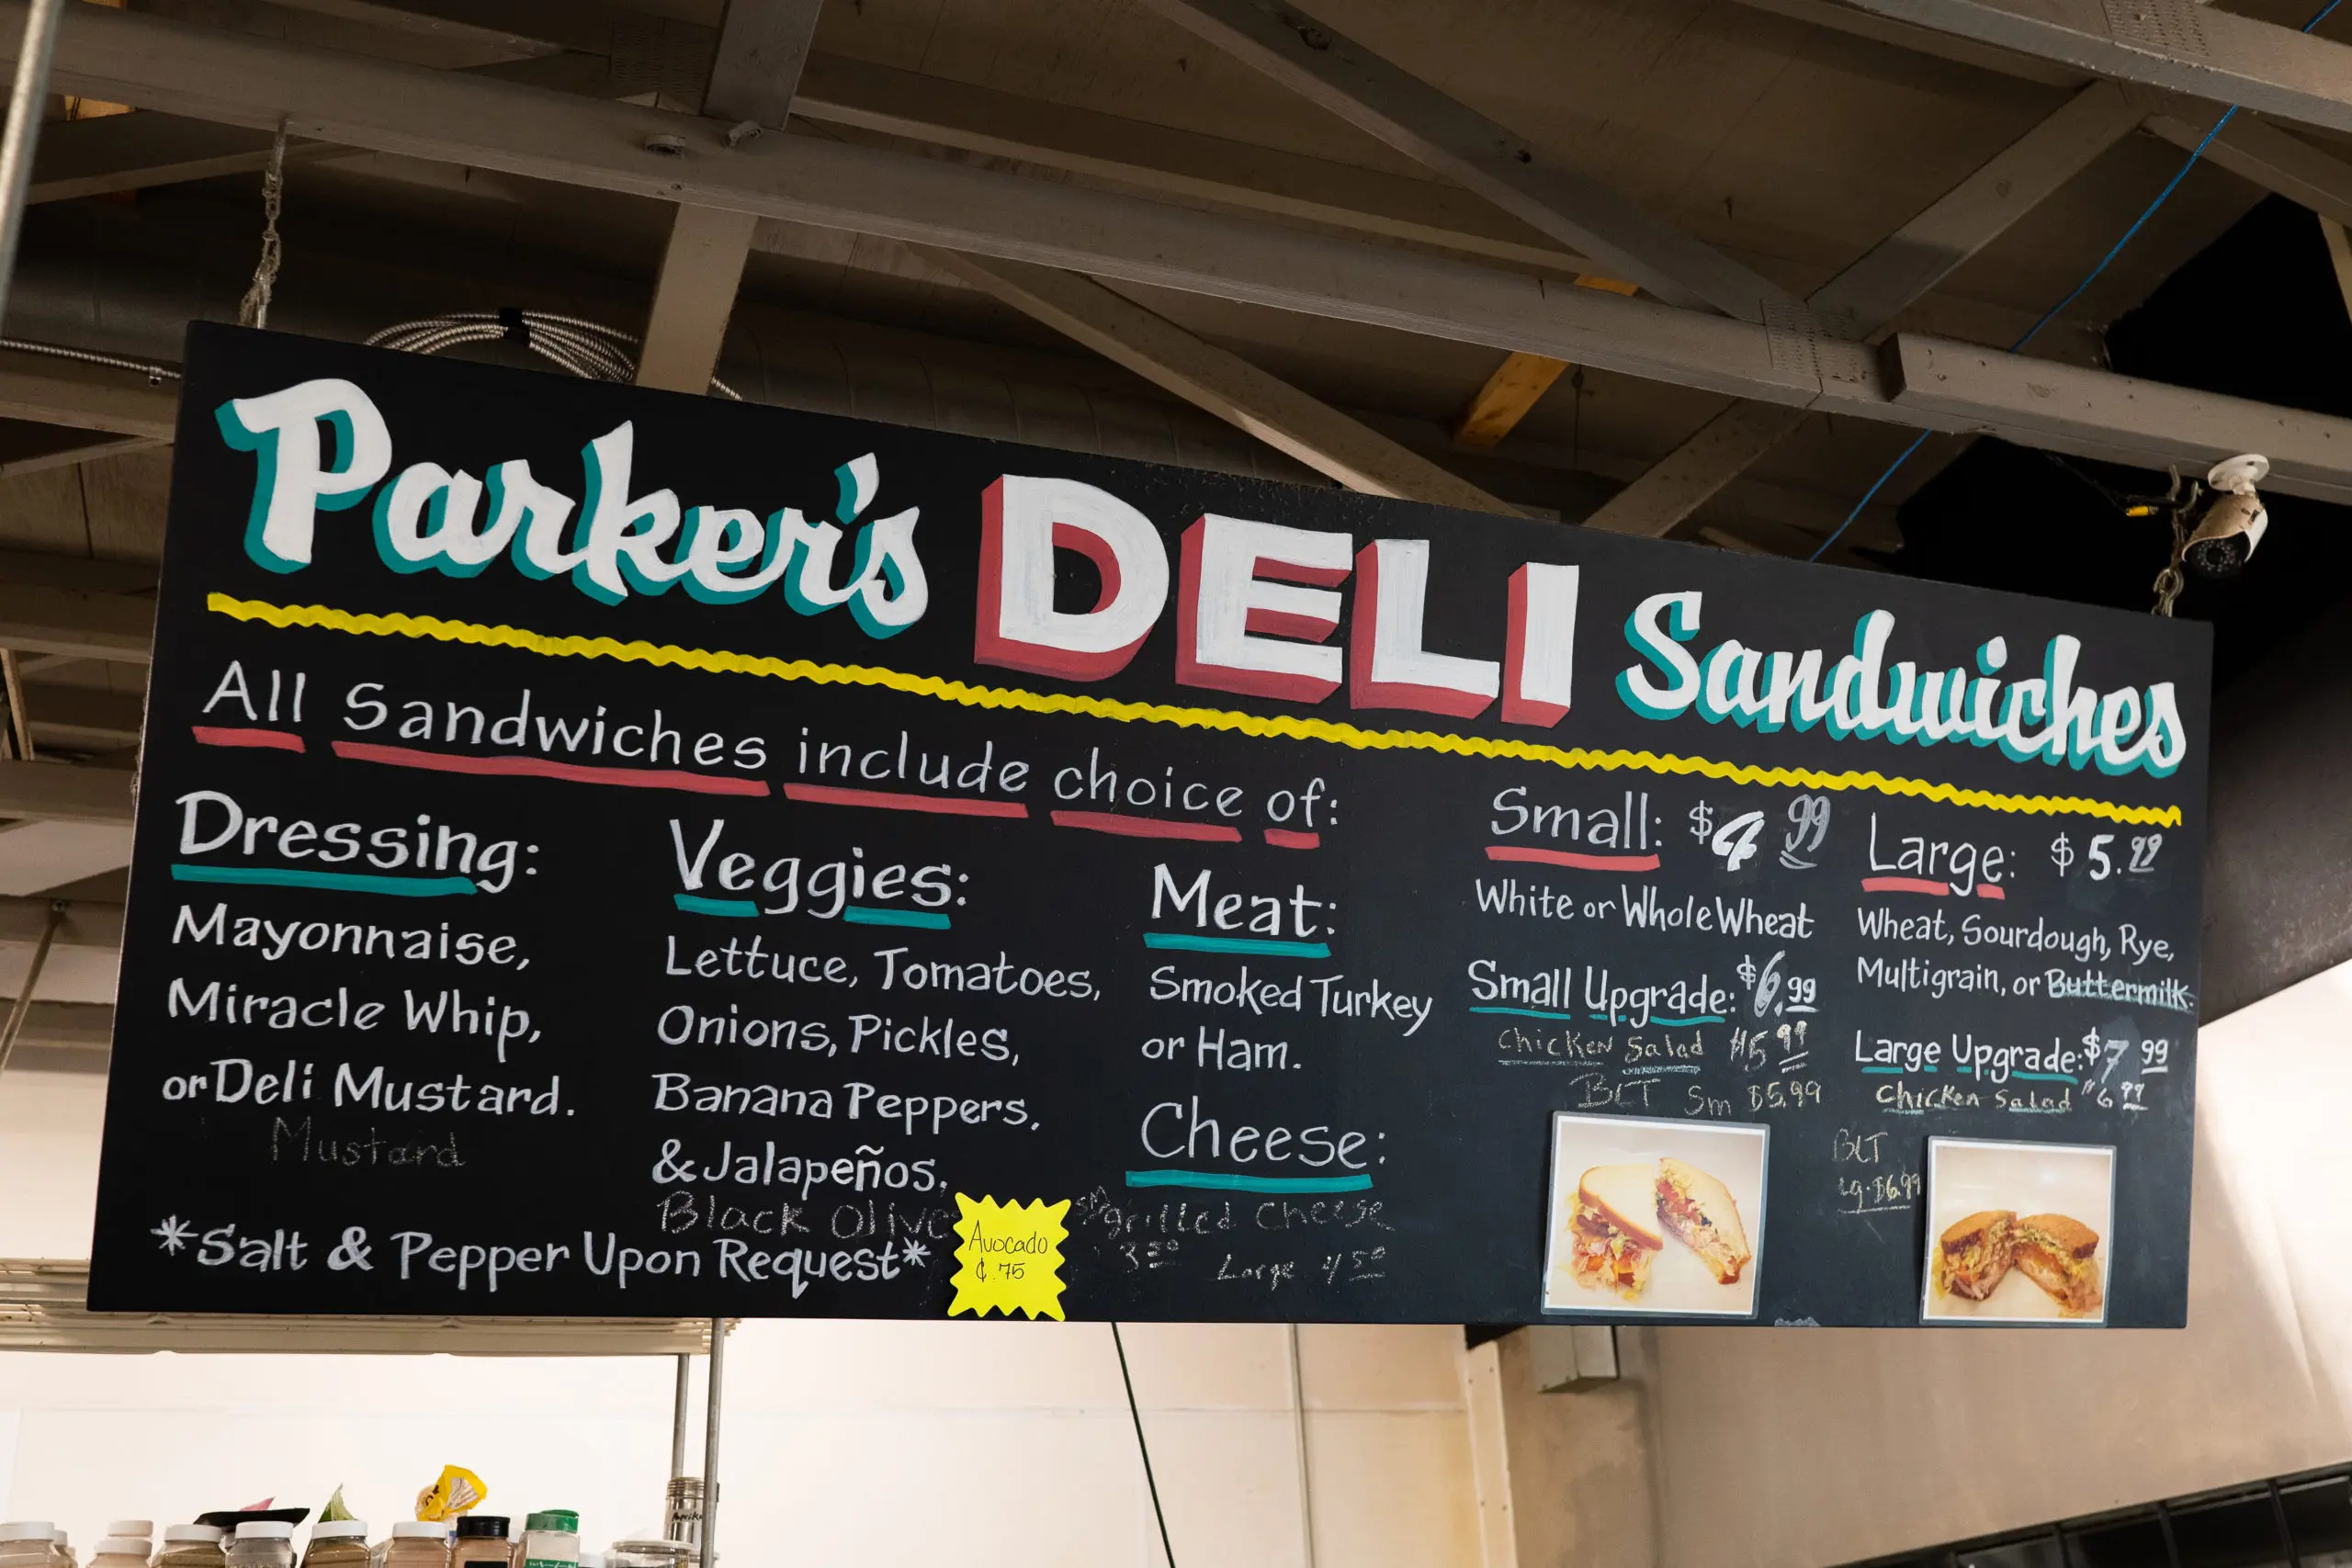 Parker's DELI Sandwiches
All Sandwiches include choice of:
Dressing:
Mayonnaise,
Miracle Whip,
or Deli Mustard.
Mustard
Veggies:
Lettuce, Tomatoes,
Onions, Pickles,
Banana Peppers,
& Jalapeños.
Black Olive
*Salt & Pepper Upon Request*
Avocado
¢.75
Meat:
Smoked Turkey
or Ham.
Cheese:
Sm grilled cheese
3 50
Large 4 50
Small: $4 99
White or Whole Wheat
Small Upgrade: $6.99
Chicken Salad $5 99
BLT Sm $5.99
Large: $5.99
Wheat, Sourdough, Rye,
Multigrain, or Buttermilk.
Large Upgrade: $7 99
Chicken Salad $6 99
BLT
Lg. $6.99